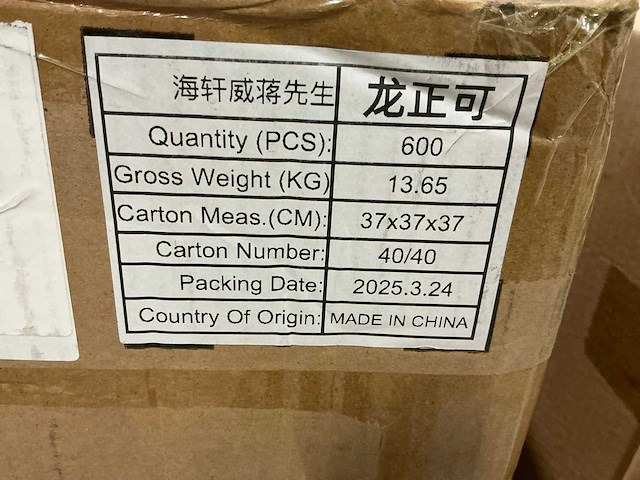 海轩威蒋先生 龙正可
Quantity (PCS): 600
Gross Weight (KG) 13.65
Carton Meas.(CM): 37x37x37
Carton Number: 40/40
Packing Date: 2025.3.24
Country Of Origin: MADE IN CHINA